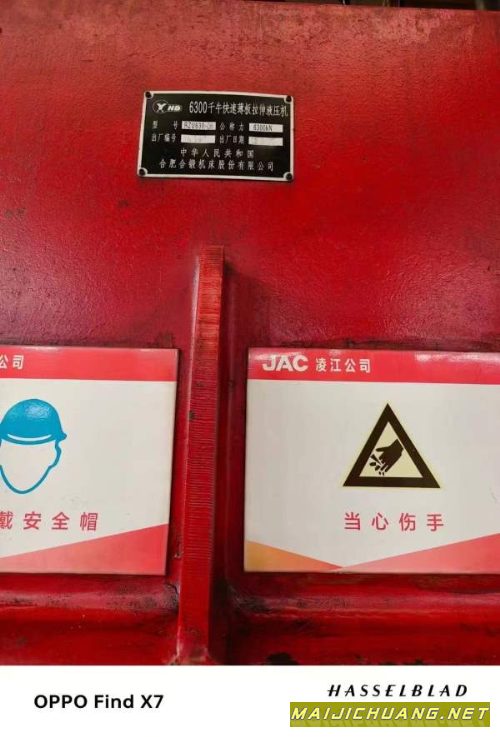 YHD 6300千牛快速薄板拉伸液压机
型 号 公 称 力 6300kN
出厂编号 出厂日期
中华人民共和国
合肥合锻机床股份有限公司
公司
JAC 凌江公司
戴安全帽
当心伤手
OPPO Find X7
HASSELBLAD
MAIJICHUANG.NET